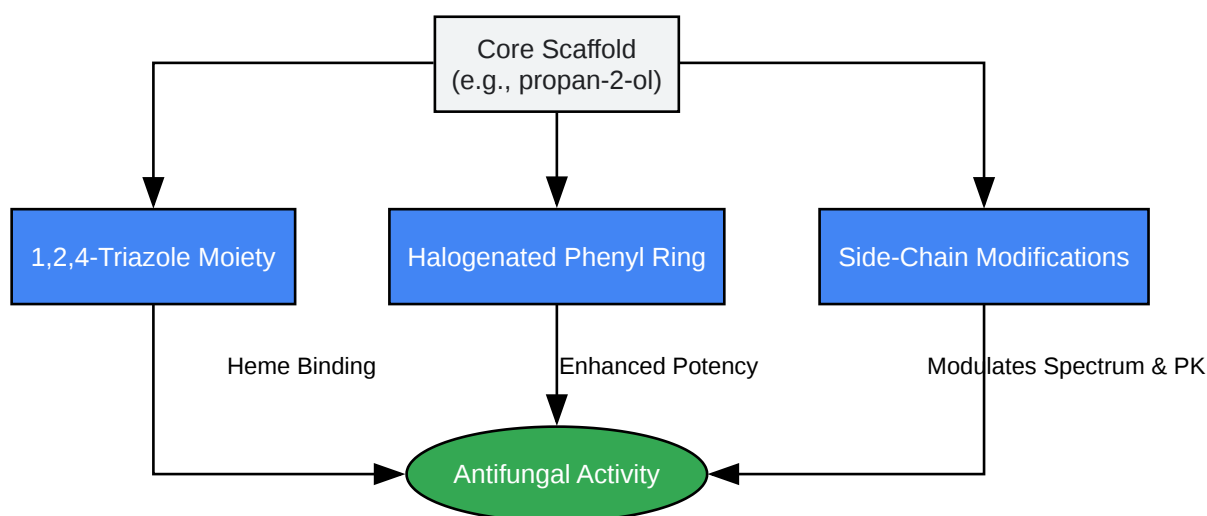 Core Scaffold
(e.g., propan-2-ol)
1,2,4-Triazole Moiety
Halogenated Phenyl Ring
Side-Chain Modifications
Heme Binding
Enhanced Potency
Modulates Spectrum & PK
Antifungal Activity